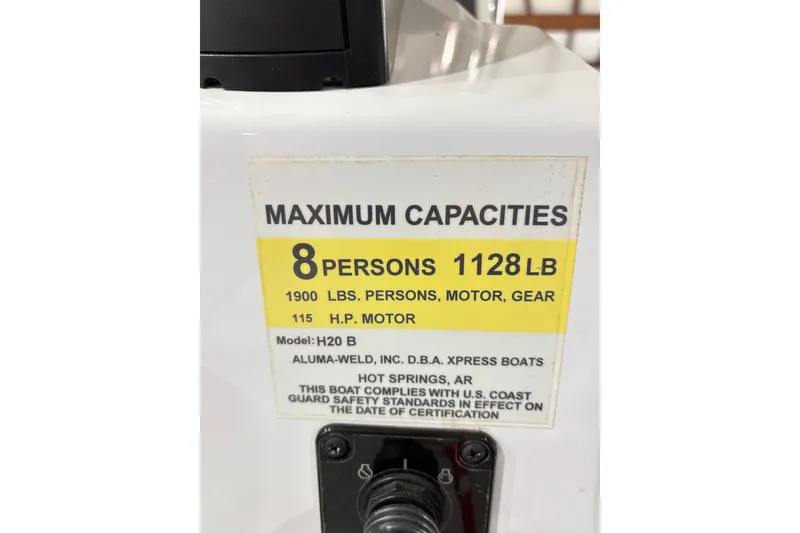 MAXIMUM CAPACITIES
8 PERSONS 1128 LB
1900 LBS. PERSONS, MOTOR, GEAR
115 H.P. MOTOR
Model: H20 B
ALUMA-WELD, INC. D.B.A. XPRESS BOATS
HOT SPRINGS, AR
THIS BOAT COMPLIES WITH U.S. COAST
GUARD SAFETY STANDARDS IN EFFECT ON
THE DATE OF CERTIFICATION